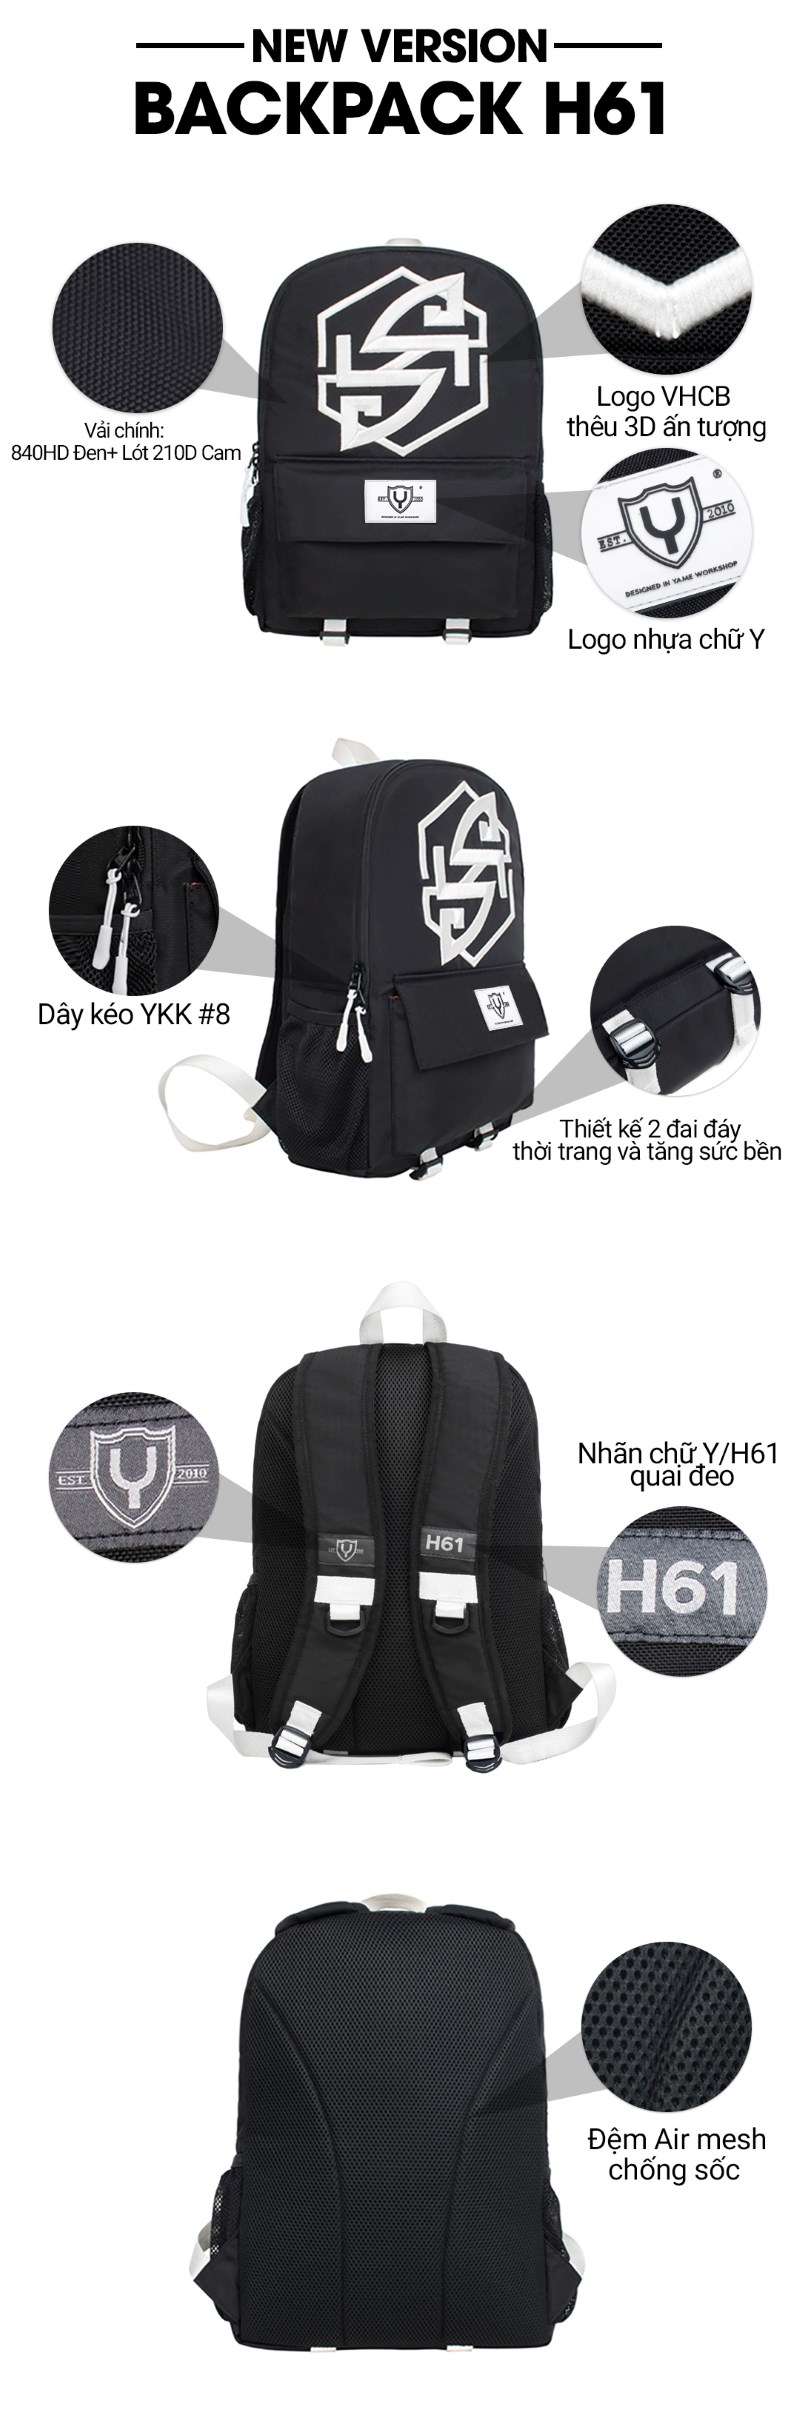 NEW VERSION
BACKPACK H61
Vải chính:
840HD Đen+ Lót 210D Cam
Logo VHCB
thêu 3D ấn tượng
Y
®
EST. 2010
DESIGNED IN YAME WORKSHOP
Logo nhựa chữ Y
Dây kéo YKK #8
Thiết kế 2 đai đáy
thời trang và tăng sức bền
Y
EST 2010
Nhãn chữ Y/H61
quai đeo
H61
H61
Đệm Air mesh
chống sốc